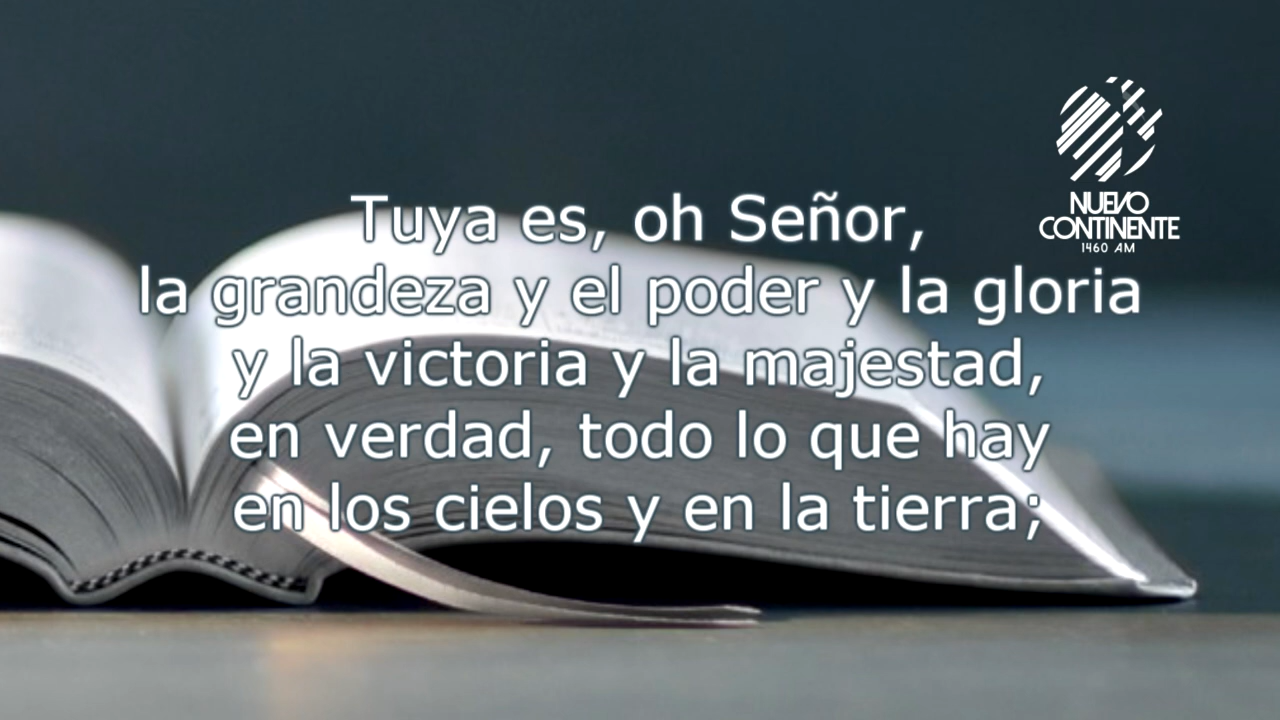 NUEVO
CONTINENTE
1460 AM
Tuya es, oh Señor,
la grandeza y el poder y la gloria
y la victoria y la majestad,
en verdad, todo lo que hay
en los cielos y en la tierra;